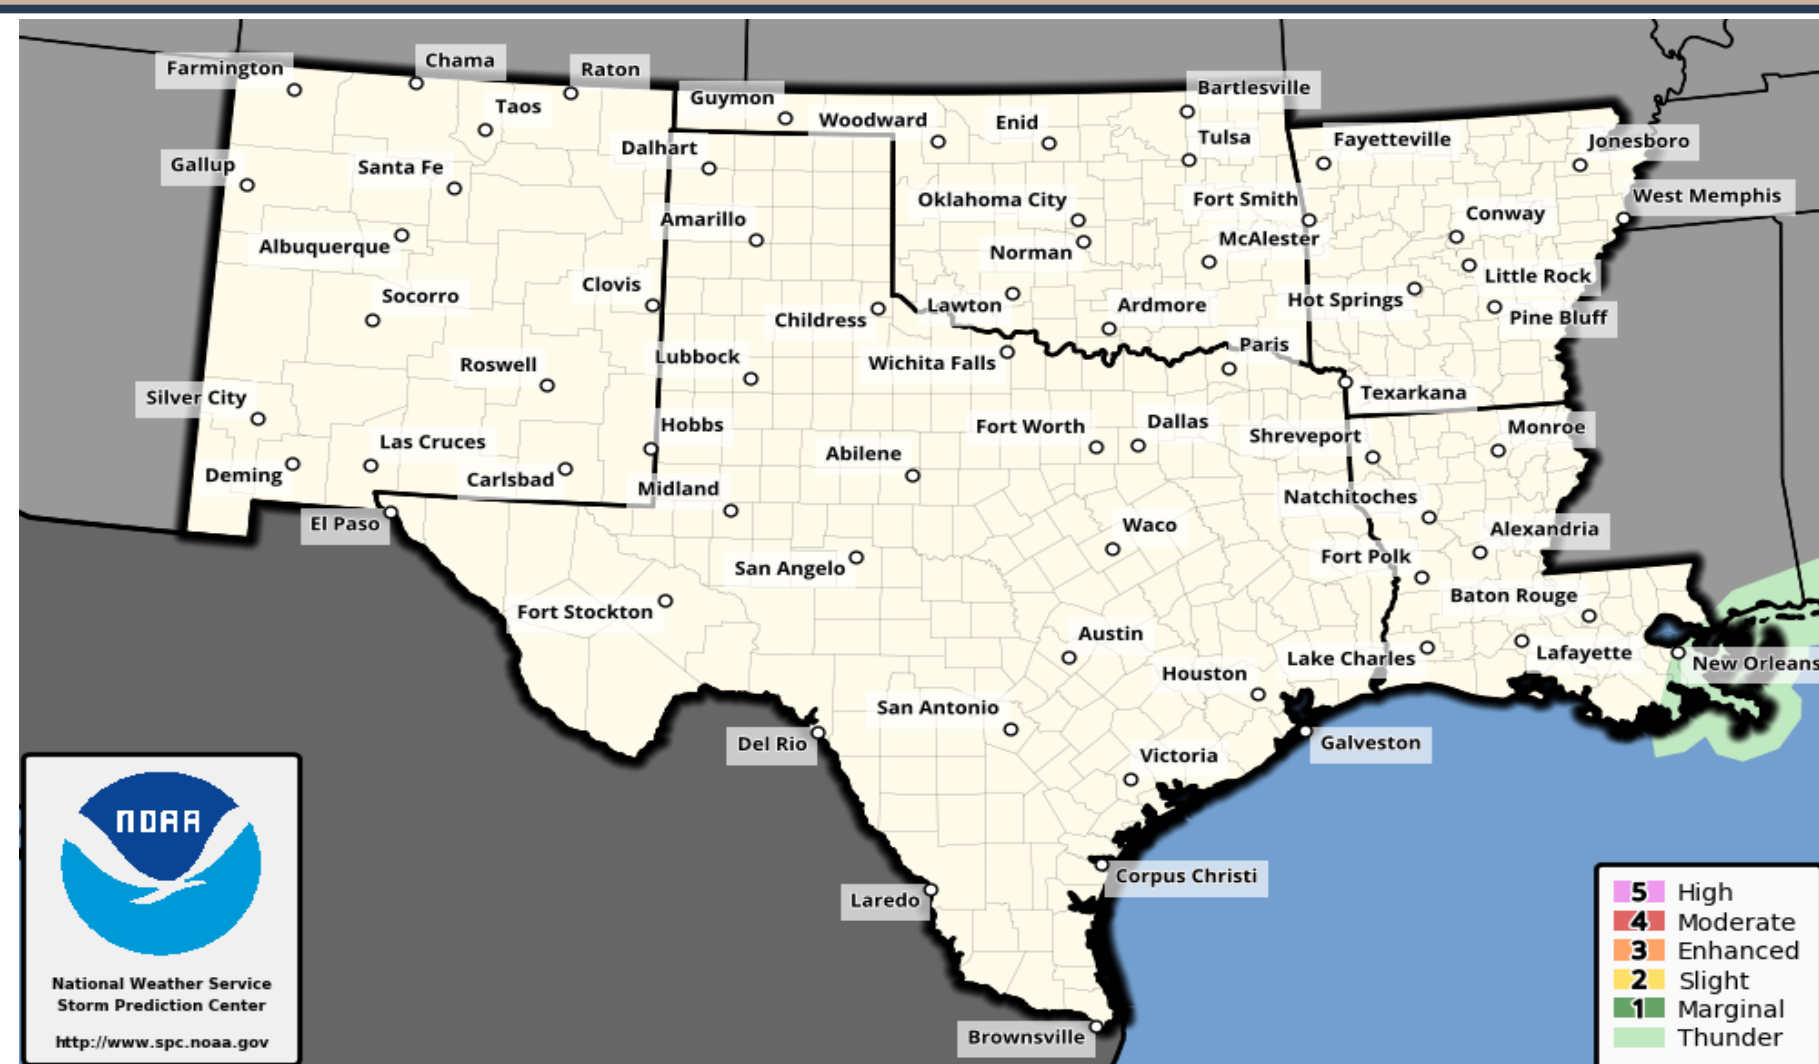 Farmington
Chama
Raton
Guymon
Bartlesville
Taos
Woodward
Enid
Tulsa
Fayetteville
Jonesboro
Gallup
Santa Fe
Dalhart
Oklahoma City
Fort Smith
West Memphis
Amarillo
Conway
Albuquerque
Norman
McAlester
Little Rock
Socorro
Clovis
Childress
Lawton
Ardmore
Hot Springs
Pine Bluff
Roswell
Lubbock
Wichita Falls
Paris
Silver City
Texarkana
Las Cruces
Hobbs
Fort Worth
Dallas
Shreveport
Monroe
Deming
Carlsbad
Midland
Abilene
Natchitoches
El Paso
Waco
Alexandria
San Angelo
Fort Polk
Fort Stockton
Baton Rouge
Austin
Lake Charles
Lafayette
New Orleans
Houston
San Antonio
Del Rio
Victoria
Galveston
Corpus Christi
Laredo
Brownsville
NOAA
National Weather Service
Storm Prediction Center
http://www.spc.noaa.gov
5 High
4 Moderate
3 Enhanced
2 Slight
1 Marginal
Thunder